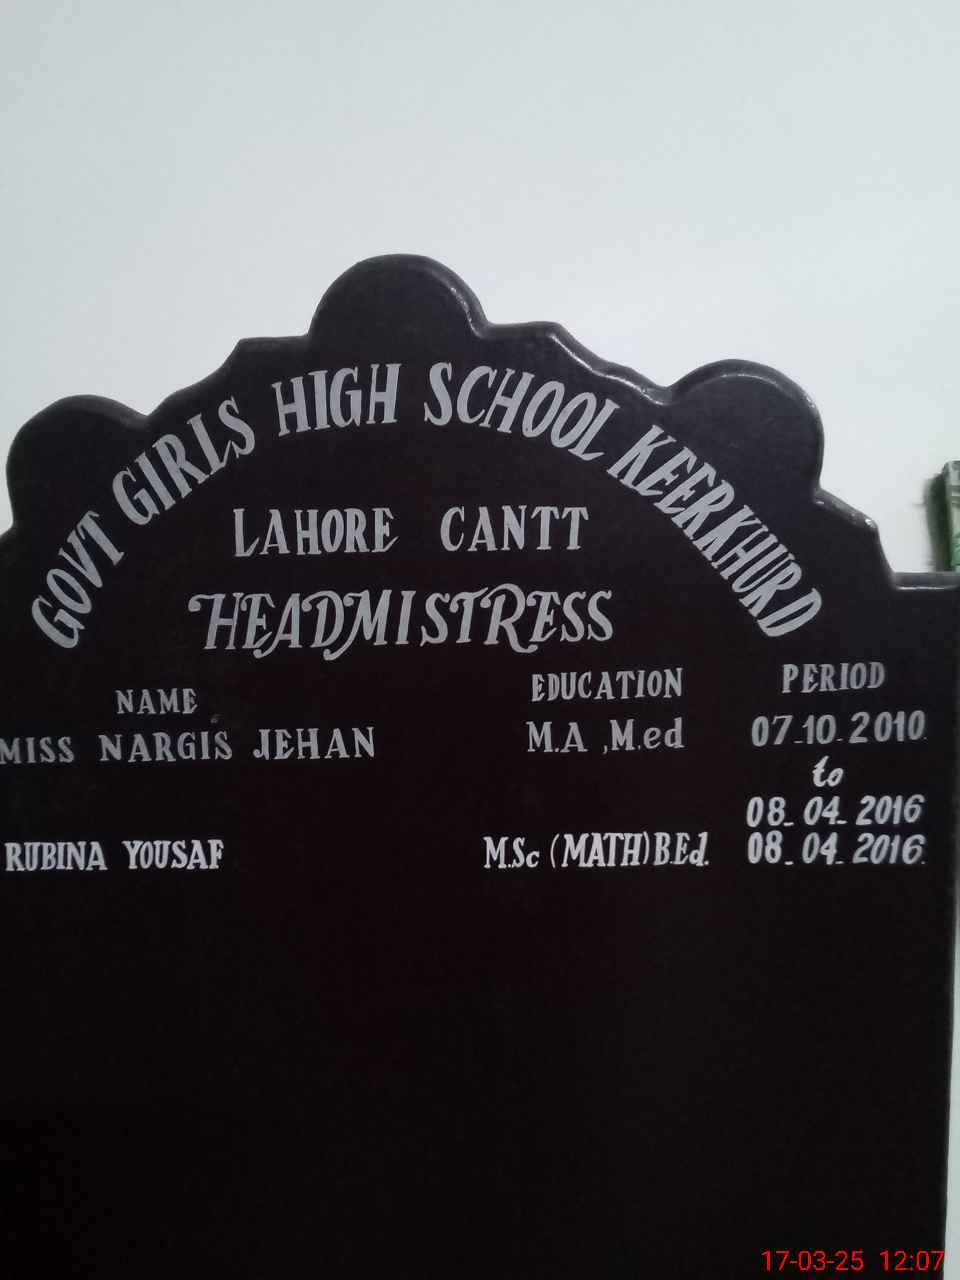 GOVT GIRLS HIGH SCHOOL KEERKHURD
LAHORE CANTT
HEADMISTRESS
NAME EDUCATION PERIOD
MISS NARGIS JEHAN M.A ,M.ed 07-10-2010.
to
08-04-2016
RUBINA YOUSAF M.Sc (MATH)B.Ed. 08-04-2016.
17-03-25 12:07